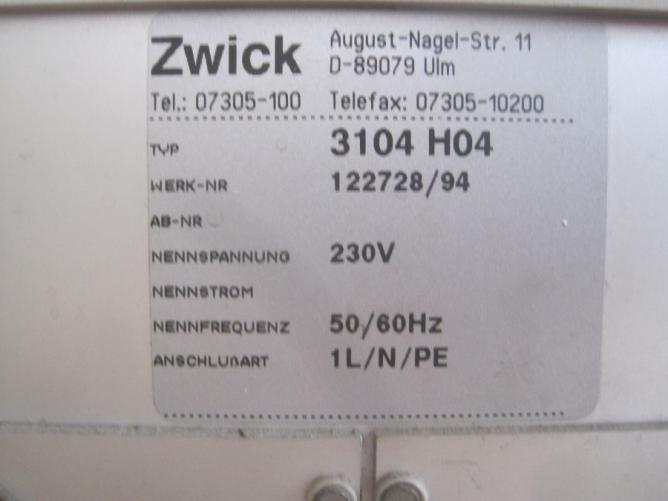 Zwick August-Nagel-Str. 11
D-89079 Ulm
Tel.: 07305-100 Telefax: 07305-10200
TYP 3104 H04
WERK-NR 122728/94
AB-NR
NENNSPANNUNG 230V
NENNSTROM
NENNFREQUENZ 50/60Hz
ANSCHLUßART 1L/N/PE